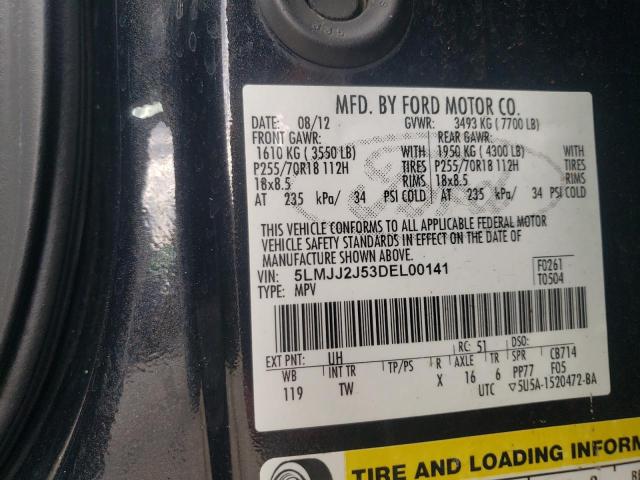 MFD. BY FORD MOTOR CO.
DATE: 08/12 GVWR: 3493 KG (7700 LB)
FRONT GAWR: REAR GAWR:
1610 KG (3550 LB) WITH 1950 KG (4300 LB) WITH
P255/70R18 112H TIRES P255/70R18 112H TIRES
18x8.5 RIMS 18x8.5 RIMS
AT 235 kPa/ 34 PSI COLD AT 235 kPa/ 34 PSI COLD
THIS VEHICLE CONFORMS TO ALL APPLICABLE FEDERAL MOTOR
VEHICLE SAFETY STANDARDS IN EFFECT ON THE DATE OF
MANUFACTURE SHOWN ABOVE.
VIN: 5LMJJ2J53DEL00141 F0261
TYPE: MPV T0504
EXT PNT: UH RC: 51 DSO:
WB INT TR TP/PS R AXLE TR SPR CB714
119 TW X 16 6 PP77 F05
UTC ▽5U5A-1520472-BA
TIRE AND LOADING INFORM